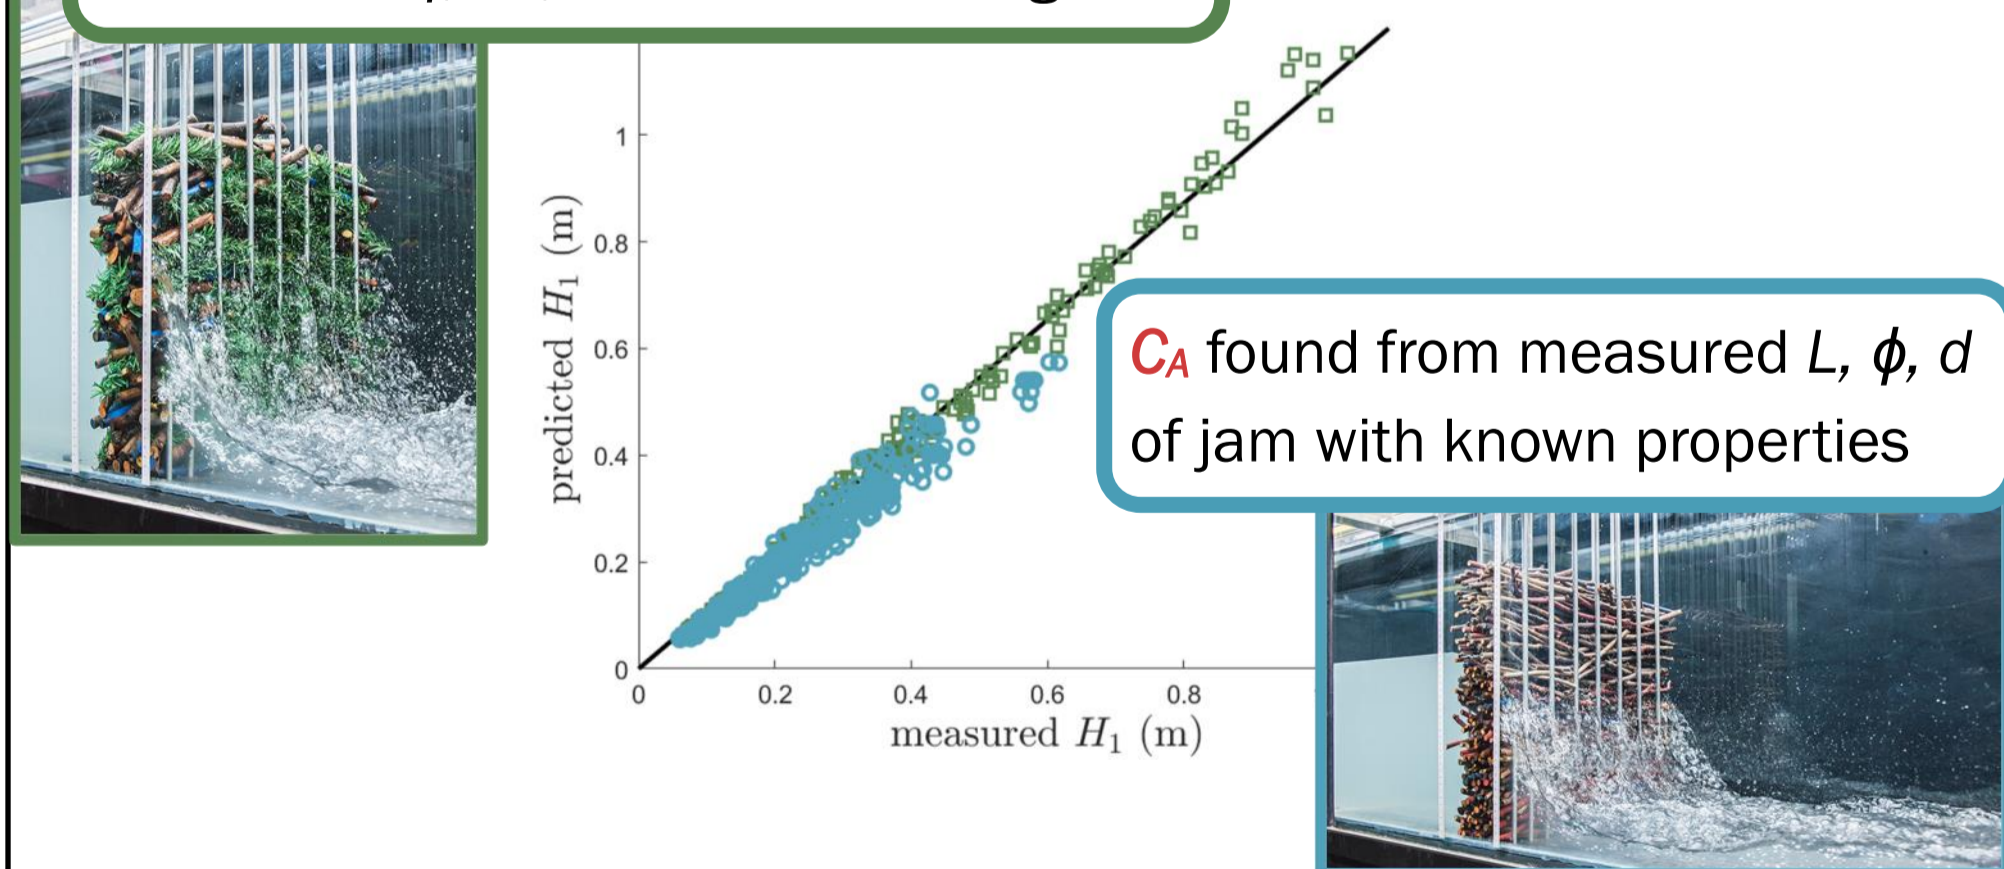 1
0.8
0.6
0.4
0.2
0
0
0.2
0.4
0.6
0.8
predicted H₁ (m)
measured H₁ (m)
C_A found from measured L, ϕ, d
of jam with known properties